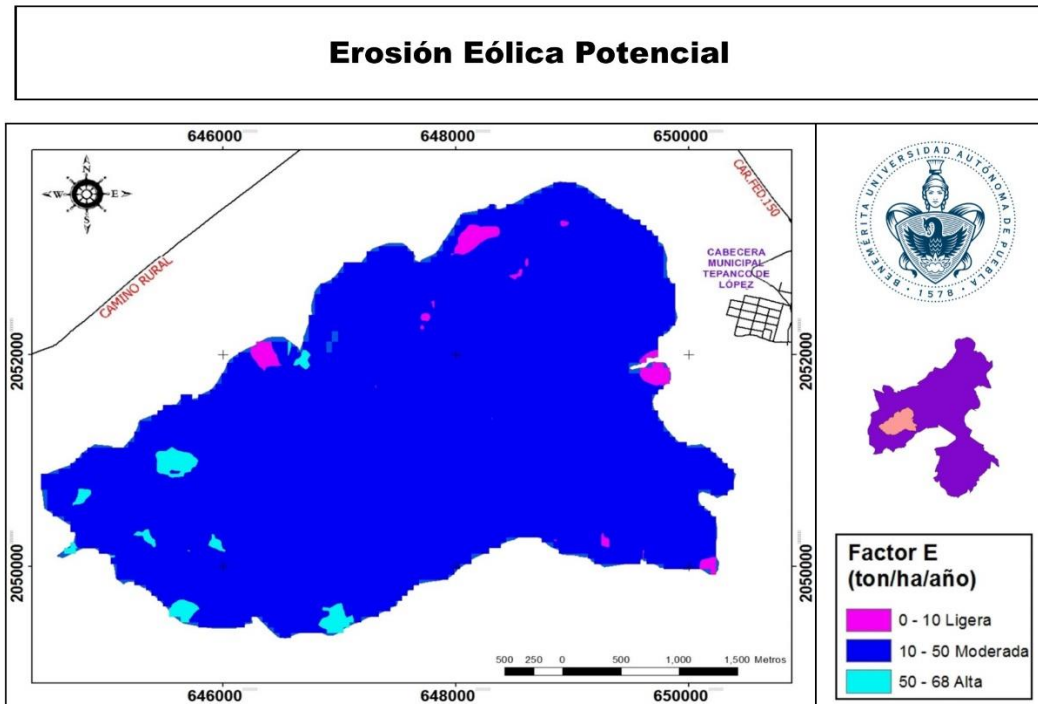 Erosión Eólica Potencial
646000 648000 650000
N
W E
S
CAMINO RURAL
CAR.FED.150
CABECERA
MUNICIPAL
TEPANCO DE
LÓPEZ
2052000 2052000
2050000 2050000
500 250 0 500 1,000 1,500 Metros
646000 648000 650000
BENEMÉRITA UNIVERSIDAD AUTÓNOMA DE PUEBLA
1578
Factor E
(ton/ha/año)
0 - 10 Ligera
10 - 50 Moderada
50 - 68 Alta